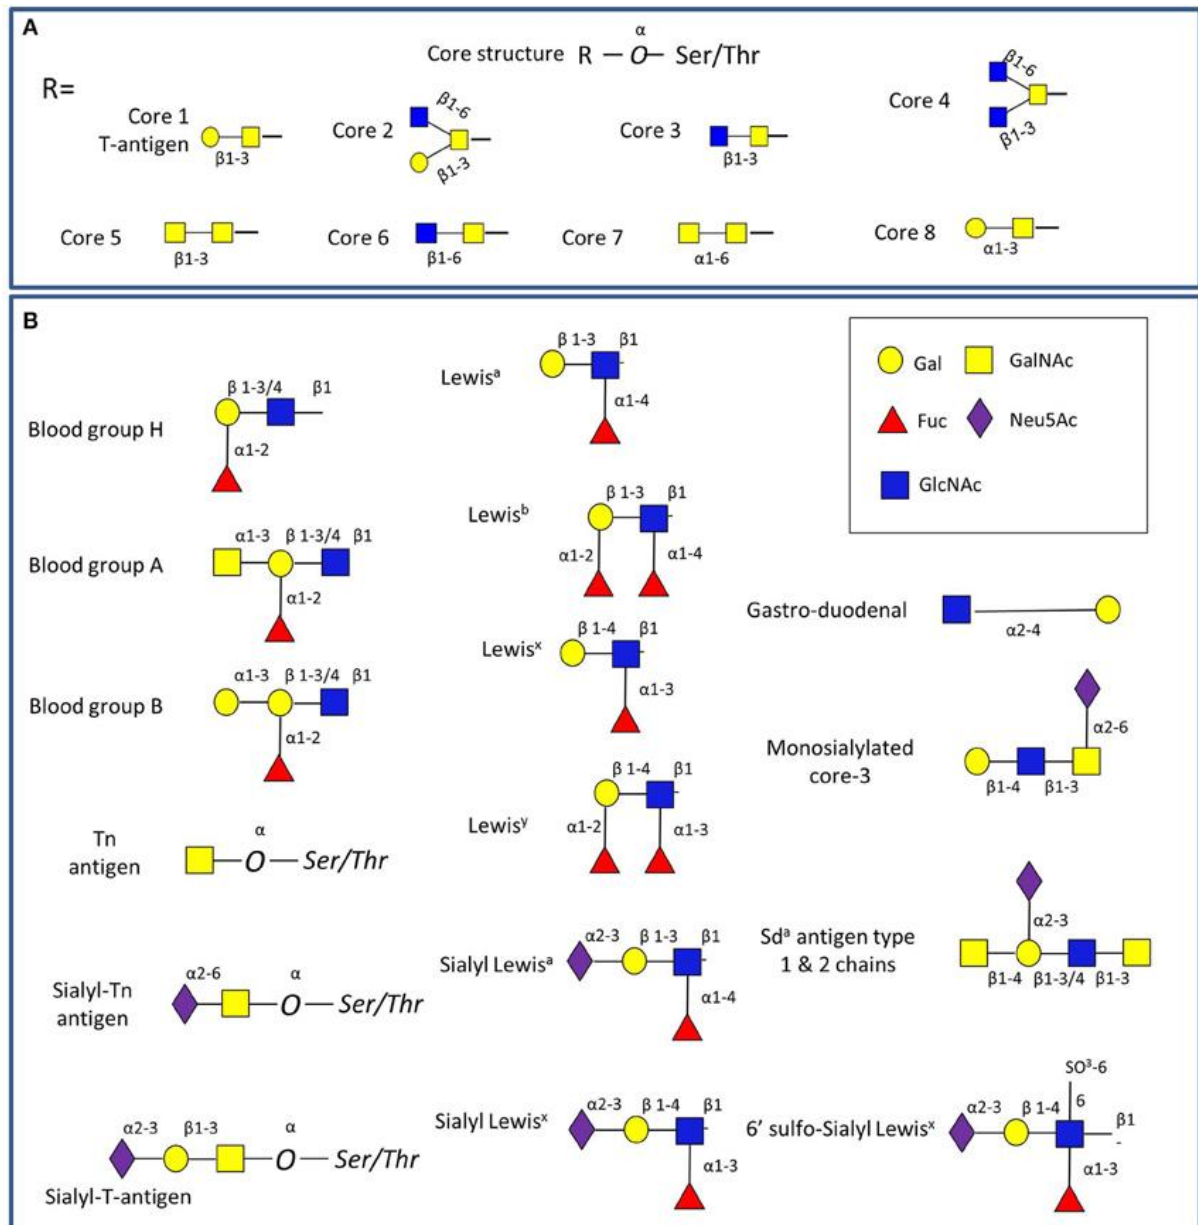 A
Core structure R — O — Ser/Thr
α
R=
Core 1
T-antigen
β1-3
Core 2
β1-6
β1-3
Core 3
β1-3
Core 4
β1-6
β1-3
Core 5
β1-3
Core 6
β1-6
Core 7
α1-6
Core 8
α1-3
B
Blood group H
β 1-3/4
β1
α1-2
Blood group A
α1-3
β 1-3/4
β1
α1-2
Blood group B
α1-3
β 1-3/4
β1
α1-2
Tn
antigen
α
O — Ser/Thr
Sialyl-Tn
antigen
α2-6
α
O — Ser/Thr
α2-3
β1-3
α
O — Ser/Thr
Sialyl-T-antigen
Lewisᵃ
β 1-3
β1
α1-4
Lewisᵇ
β 1-3
β1
α1-2
α1-4
Lewisˣ
β 1-4
β1
α1-3
Lewisʸ
β 1-4
β1
α1-2
α1-3
Sialyl Lewisᵃ
α2-3
β 1-3
β1
α1-4
Sialyl Lewisˣ
α2-3
β 1-4
β1
α1-3
Gal
GalNAc
Fuc
Neu5Ac
GlcNAc
Gastro-duodenal
α2-4
Monosialylated
core-3
α2-6
β1-4
β1-3
Sdᵃ antigen type
1 & 2 chains
α2-3
β1-4
β1-3/4
β1-3
6' sulfo-Sialyl Lewisˣ
SO³-6
6
α2-3
β 1-4
β1
α1-3